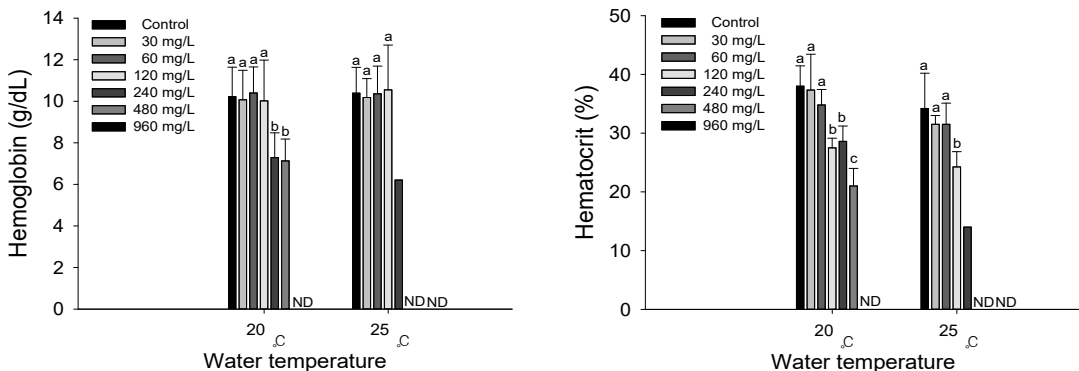 14
12
10
8
6
4
2
0
Hemoglobin (g/dL)
Control
30 mg/L
60 mg/L
120 mg/L
240 mg/L
480 mg/L
960 mg/L
a a a a b b ND
a a a a ND ND
20 °C
25 °C
Water temperature
50
40
30
20
10
0
Hematocrit (%)
Control
30 mg/L
60 mg/L
120 mg/L
240 mg/L
480 mg/L
960 mg/L
a a a b b c ND
a a a b ND ND
20 °C
25 °C
Water temperature